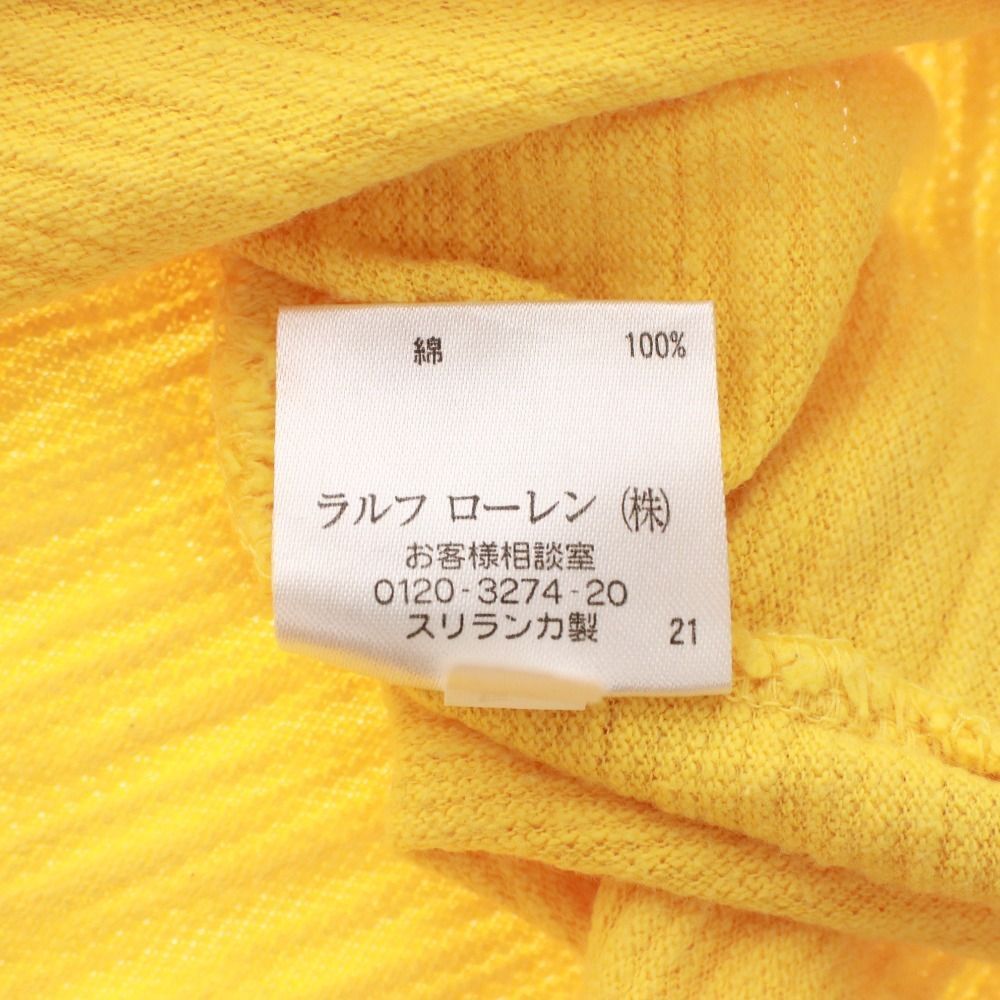 綿 100%
ラルフ ローレン (株)
お客様相談室
0120-3274-20
スリランカ製 21